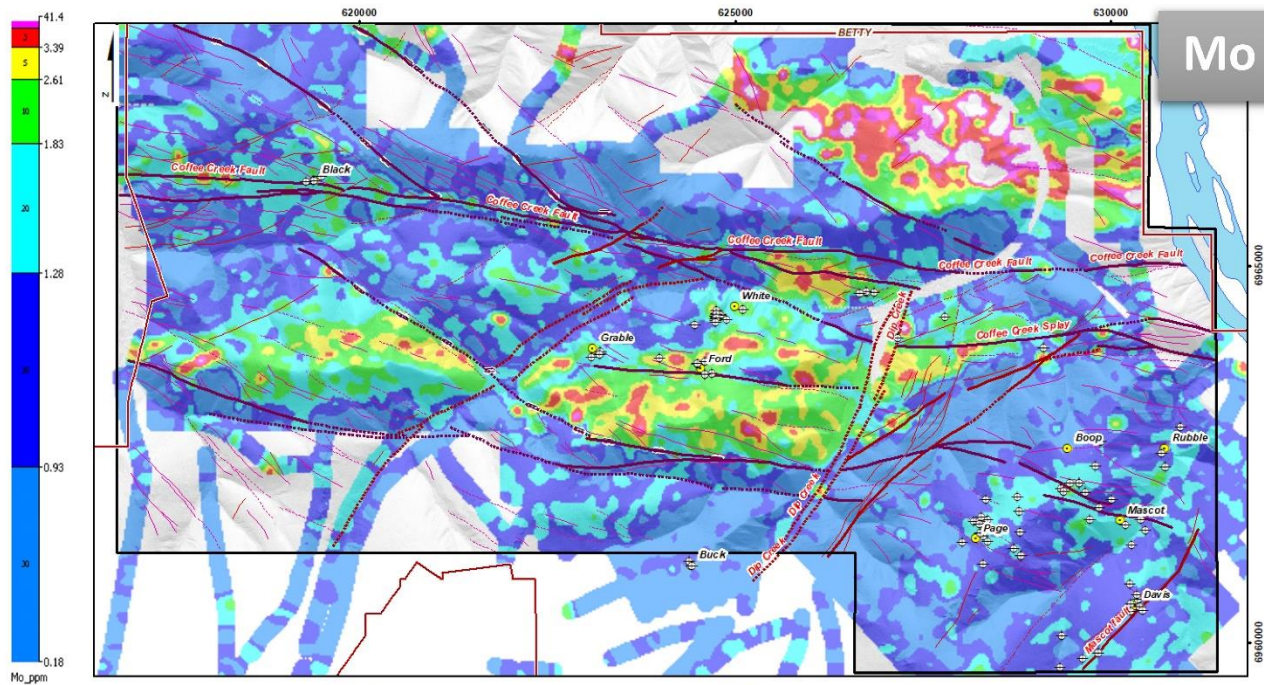 620000
625000
630000
Mo
BETTY
41.4
2
3.39
5
2.61
10
1.83
20
1.28
30
0.93
30
0.18
Mo_ppm
N
Coffee Creek Fault
Black
Coffee Creek Fault
Coffee Creek Fault
Coffee Creek Fault
Coffee Creek Fault
6965000
White
Dip Creek
Coffee Creek Splay
Grable
Ford
Boop
Rubble
Dip Creek
Mascot
Page
Dip Creek
Buck
Davis
Mascot Fault
6960000